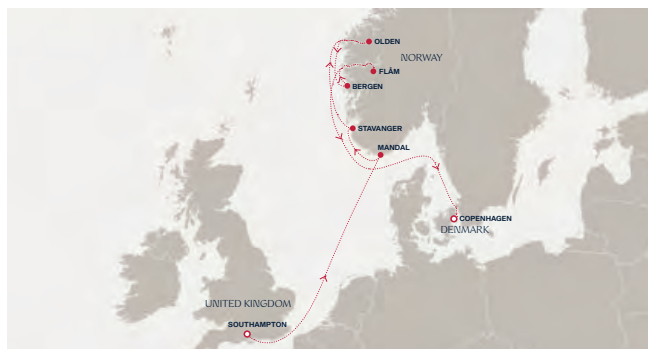 OLDEN
NORWAY
FLÅM
BERGEN
STAVANGER
MANDAL
COPENHAGEN
DENMARK
UNITED KINGDOM
SOUTHAMPTON